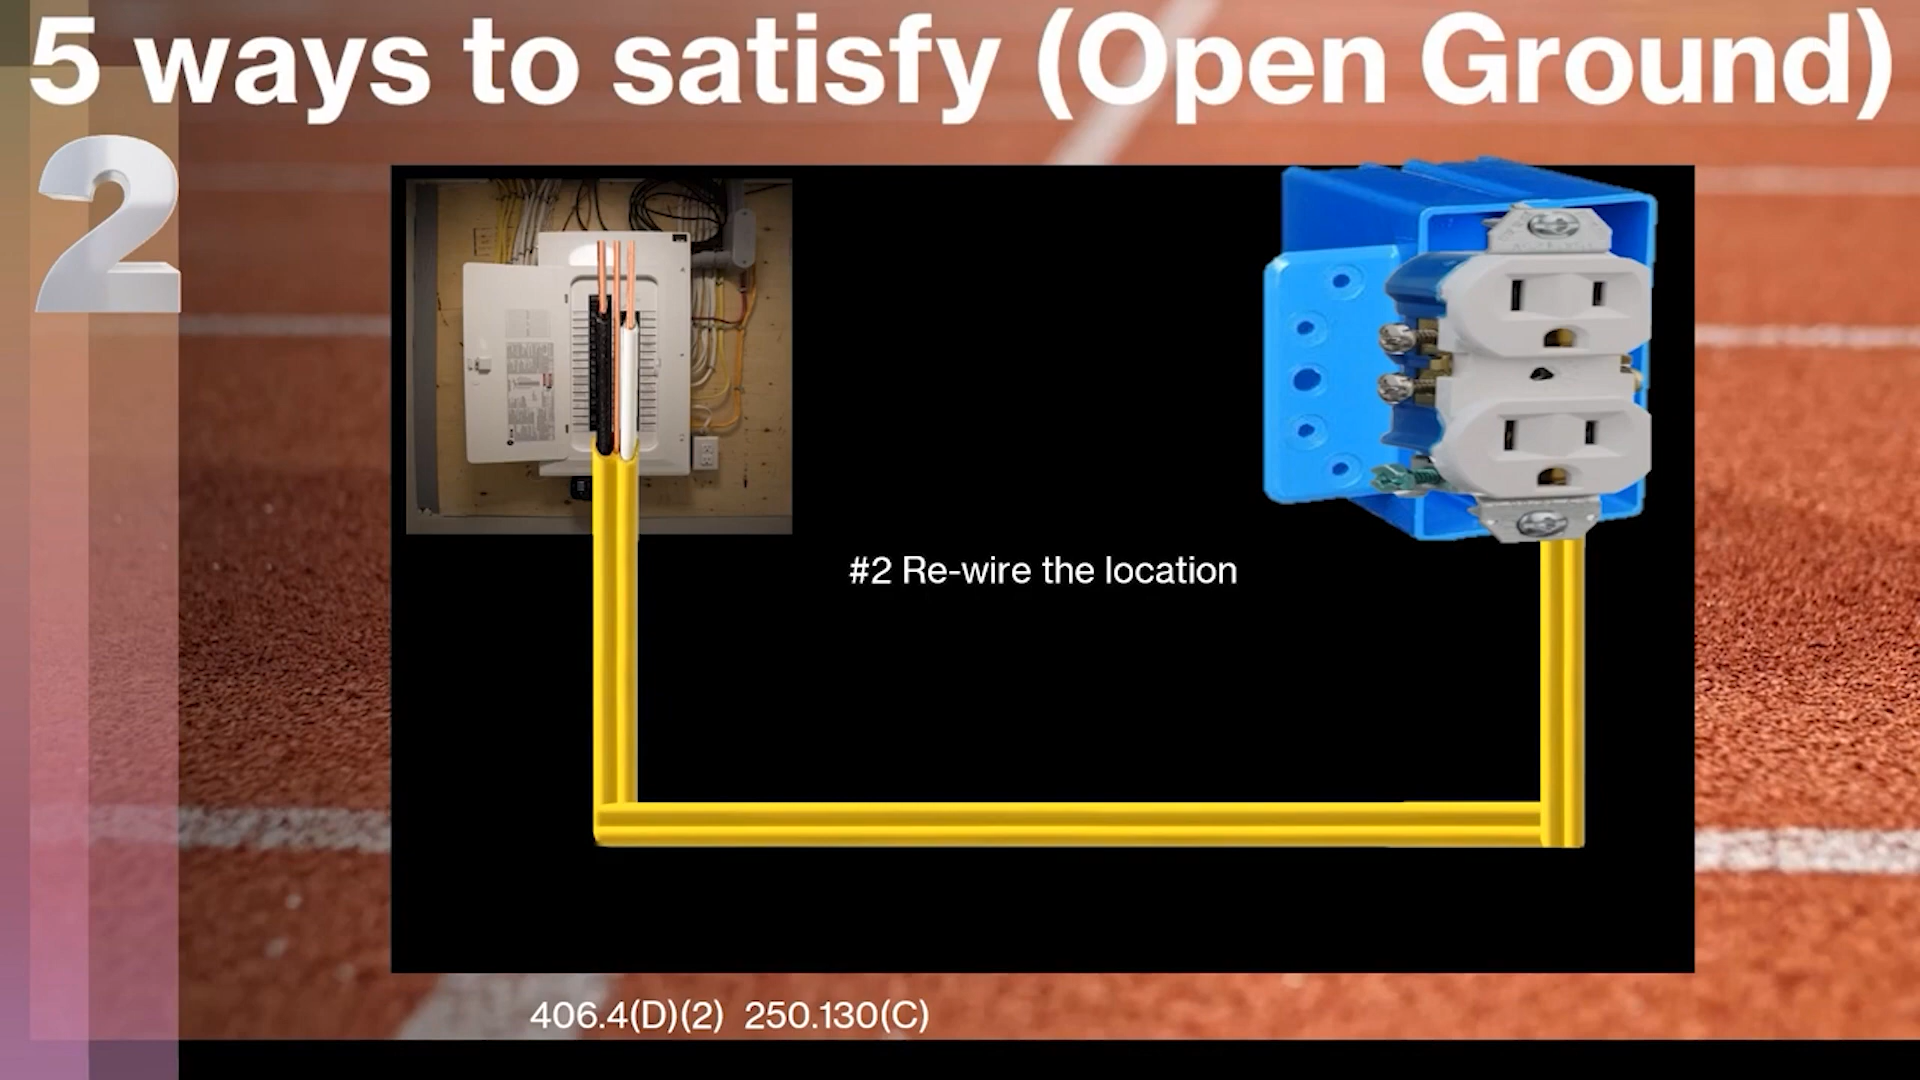 5 ways to satisfy (Open Ground)
2
#2 Re-wire the location
406.4(D)(2) 250.130(C)